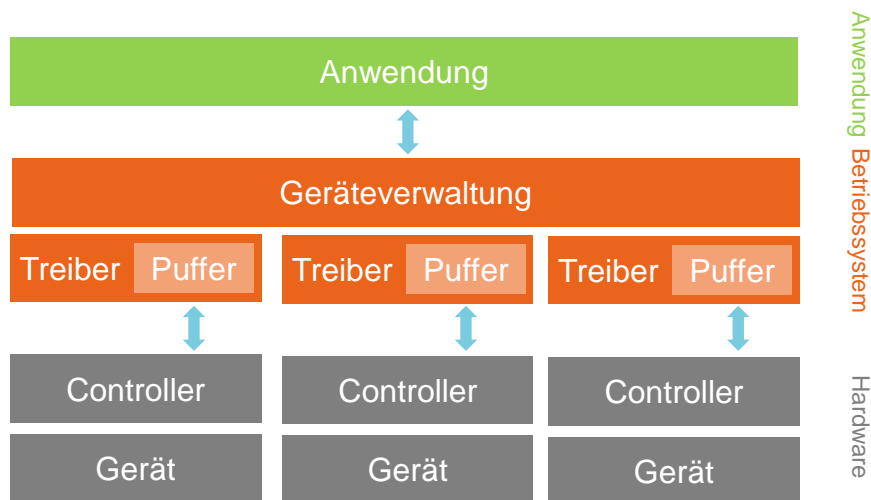 Anwendung
Geräteverwaltung
Treiber Puffer
Treiber Puffer
Treiber Puffer
Controller
Controller
Controller
Gerät
Gerät
Gerät
Anwendung
Betriebssystem
Hardware